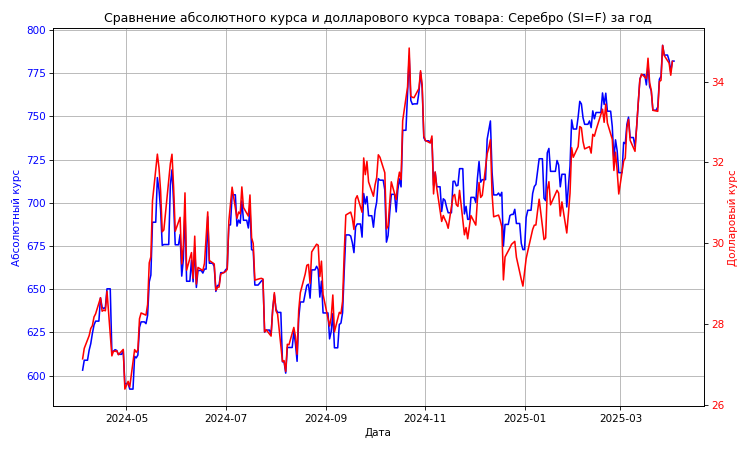 Сравнение абсолютного курса и долларового курса товара: Серебро (SI=F) за год
800
775
750
725
700
675
650
625
600
Абсолютный курс
34
32
30
28
26
Долларовый курс
2024-05 2024-07 2024-09 2024-11 2025-01 2025-03
Дата